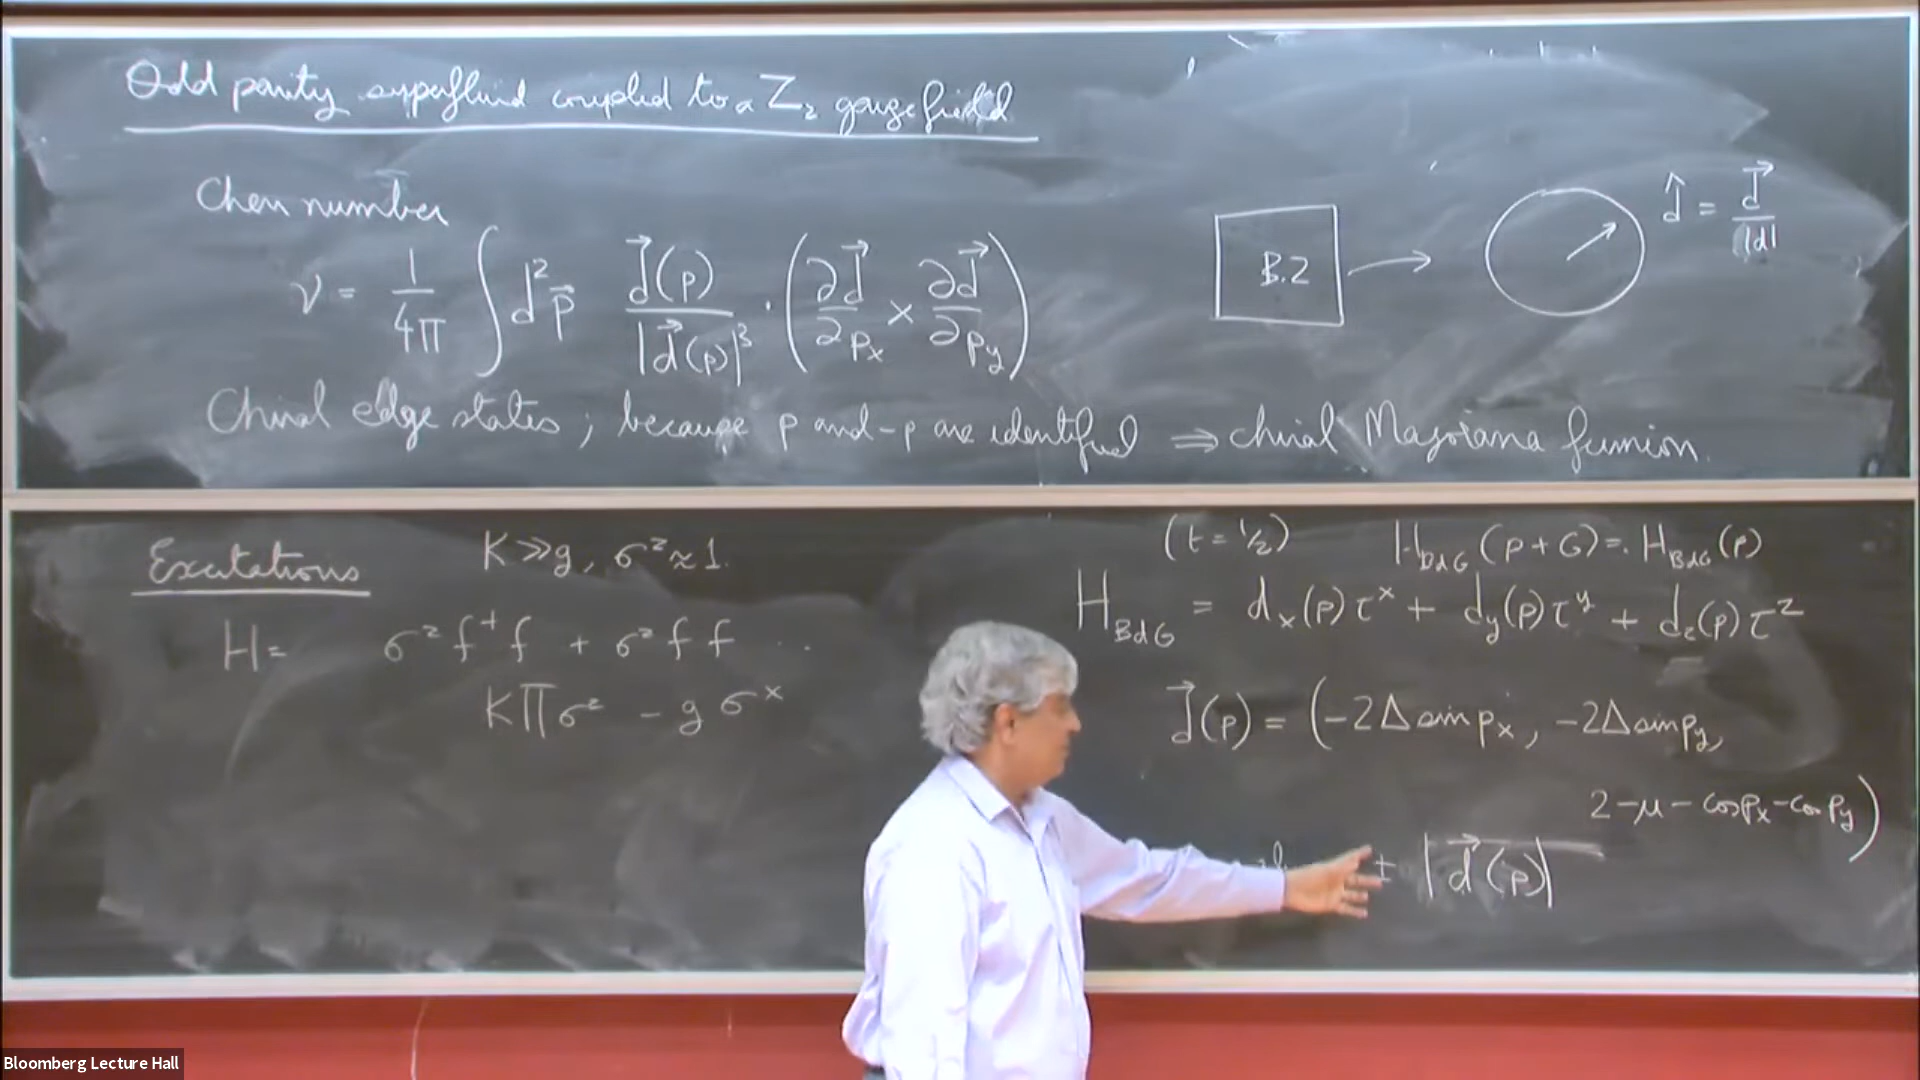 Odd parity superfluid coupled to a Z₂ gauge field
Chern number
ν = 1/4π ∫ d²p⃗ d⃗(p)/|d⃗(p)|³ · (∂d⃗/∂pₓ × ∂d⃗/∂p_y)
B.Z
d̂ = d⃗/|d|
Chiral edge states ; because p and -p are identified ⇒ chiral Majorana fermion.
Excitations
K ≫ g, σᶻ ≈ 1.
H = σᶻ f⁺ f + σᶻ f f ...
K Π σᶻ - g σˣ
(t = 1/2) H_BdG (p + G) = H_BdG (p)
H_BdG = dₓ(p) τˣ + d_y(p) τʸ + d_z(p) τᶻ
d⃗(p) = (-2Δ sin pₓ, -2Δ sin p_y,
2 - μ - cos pₓ - cos p_y)
± |d⃗(p)|
Bloomberg Lecture Hall